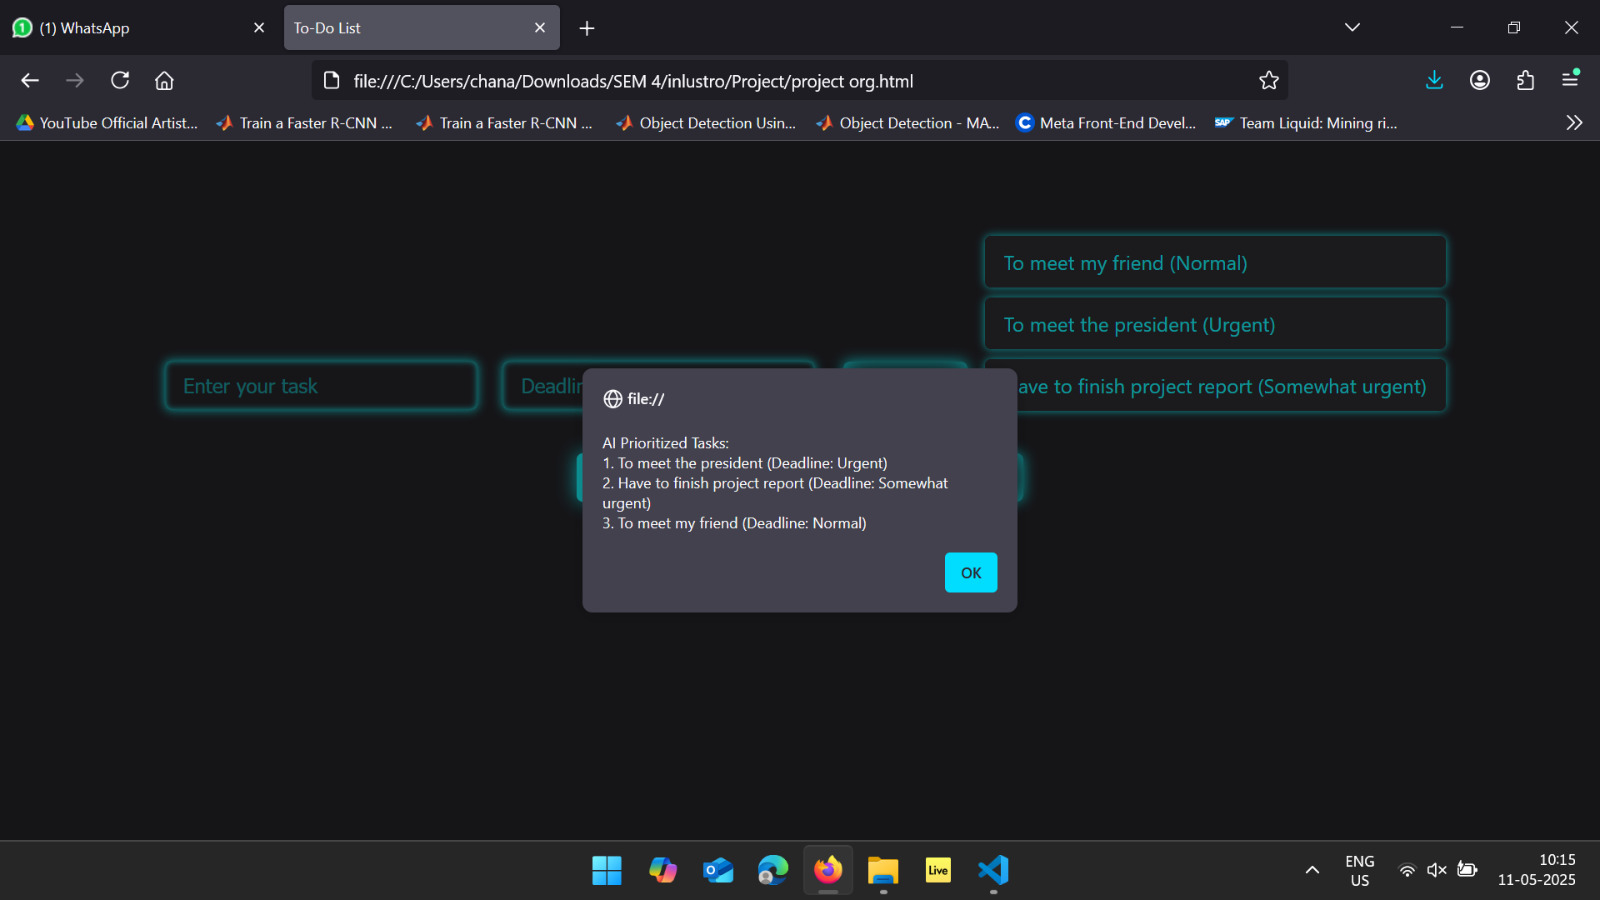 (1) WhatsApp
To-Do List
file:///C:/Users/chana/Downloads/SEM 4/inlustro/Project/project org.html
YouTube Official Artist...
Train a Faster R-CNN ...
Train a Faster R-CNN ...
Object Detection Usin...
Object Detection - MA...
Meta Front-End Devel...
SAP
Team Liquid: Mining ri...
To meet my friend (Normal)
To meet the president (Urgent)
Enter your task
ave to finish project report (Somewhat urgent)
file://
AI Prioritized Tasks:
1. To meet the president (Deadline: Urgent)
2. Have to finish project report (Deadline: Somewhat
urgent)
3. To meet my friend (Deadline: Normal)
OK
Live
ENG
US
10:15
11-05-2025